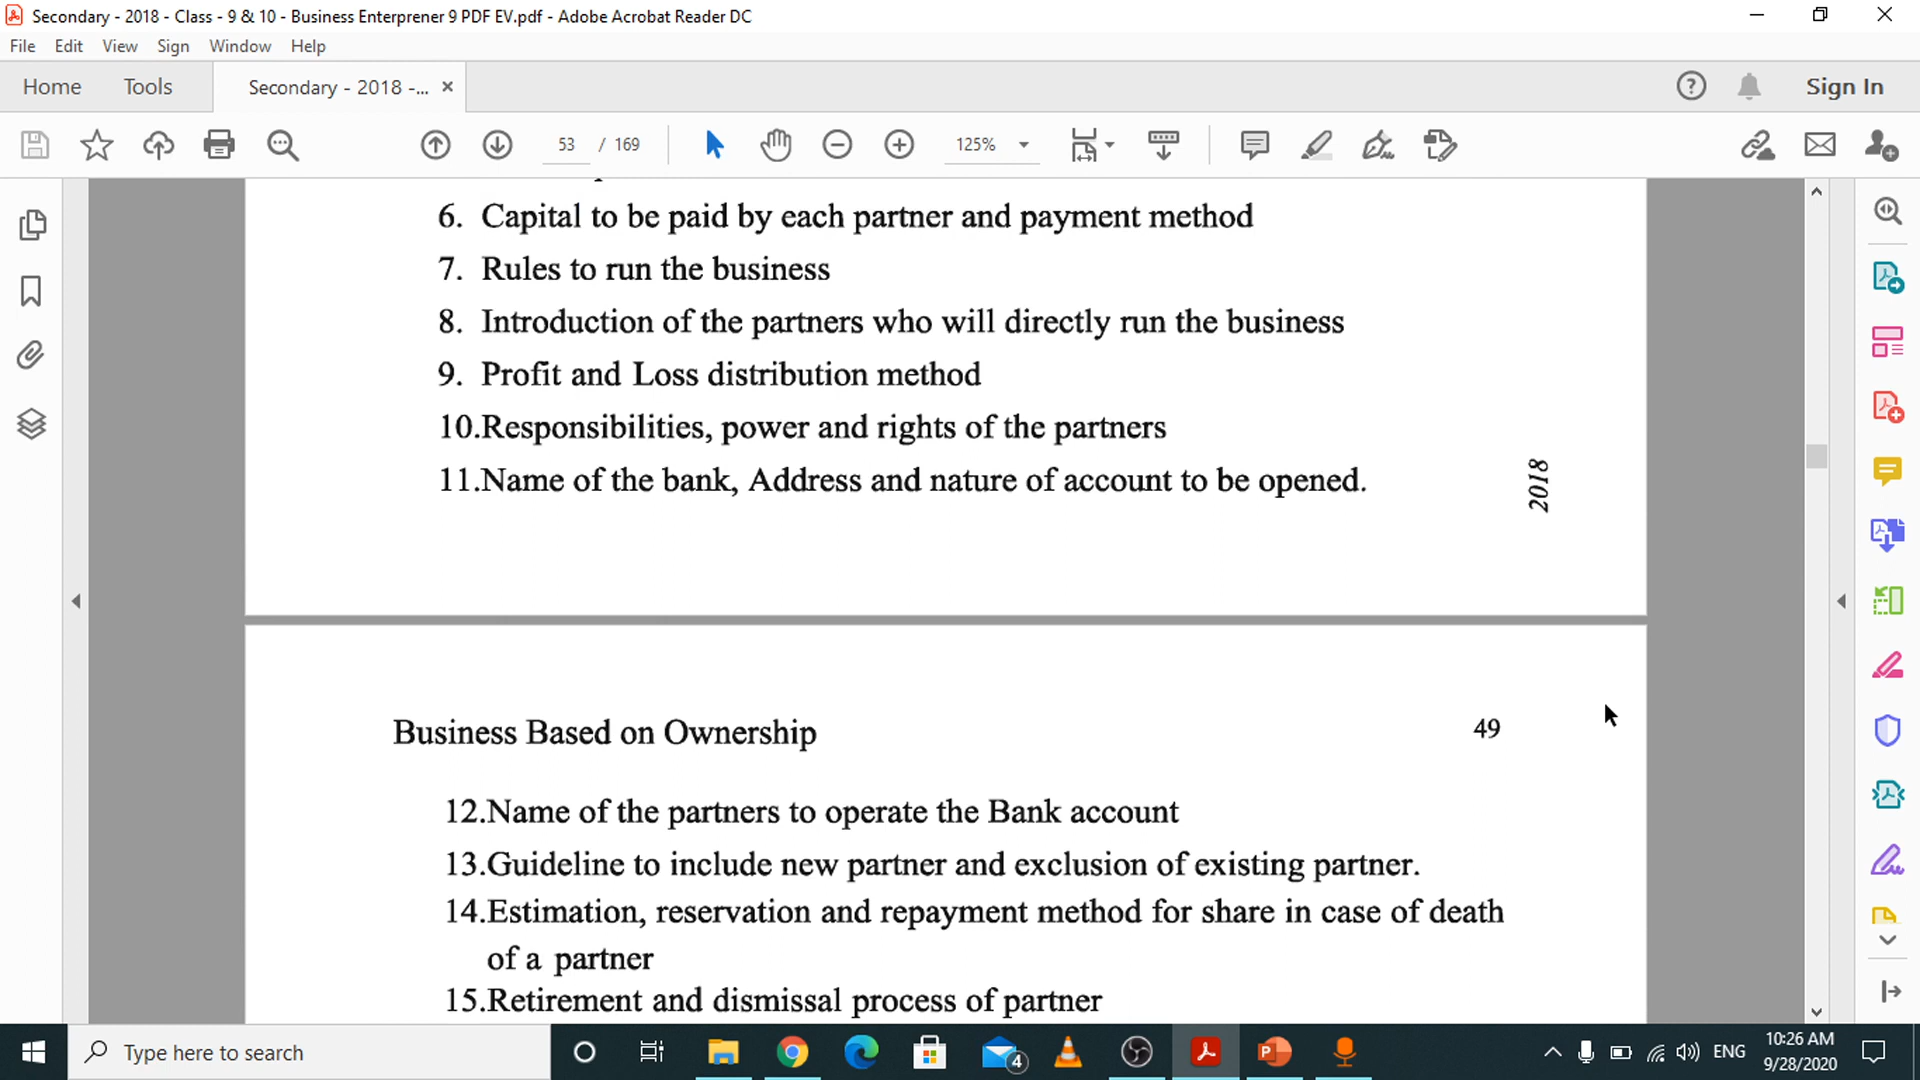 Secondary - 2018 - Class - 9 & 10 - Business Enterprener 9 PDF EV.pdf - Adobe Acrobat Reader DC
File Edit View Sign Window Help
Home Tools Secondary - 2018 -... × Sign In
53 / 169 125%
6. Capital to be paid by each partner and payment method
7. Rules to run the business
8. Introduction of the partners who will directly run the business
9. Profit and Loss distribution method
10.Responsibilities, power and rights of the partners
11.Name of the bank, Address and nature of account to be opened.
2018
Business Based on Ownership 49
12.Name of the partners to operate the Bank account
13.Guideline to include new partner and exclusion of existing partner.
14.Estimation, reservation and repayment method for share in case of death
of a partner
15.Retirement and dismissal process of partner
Type here to search 4 ENG 10:26 AM
9/28/2020